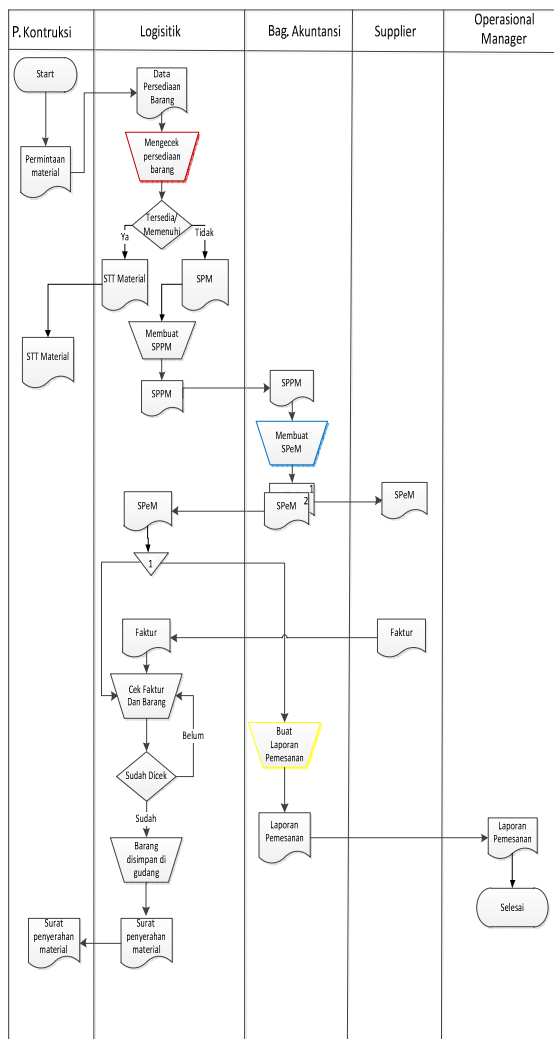 P. Kontruksi
Logisitik
Bag. Akuntansi
Supplier
Operasional
Manager
Start
Data
Persediaan
Barang
Permintaan
material
Mengecek
persediaan
barang
Tersedia/
Memenuhi
Ya
Tidak
STT Material
SPM
STT Material
Membuat
SPPM
SPPM
SPPM
Membuat
SPeM
1
2
SPeM
SPeM
SPeM
1
Faktur
Faktur
Cek Faktur
Dan Barang
Belum
Buat
Laporan
Pemesanan
Sudah Dicek
Sudah
Laporan
Pemesanan
Laporan
Pemesanan
Barang
disimpan di
gudang
Selesai
Surat
penyerahan
material
Surat
penyerahan
material